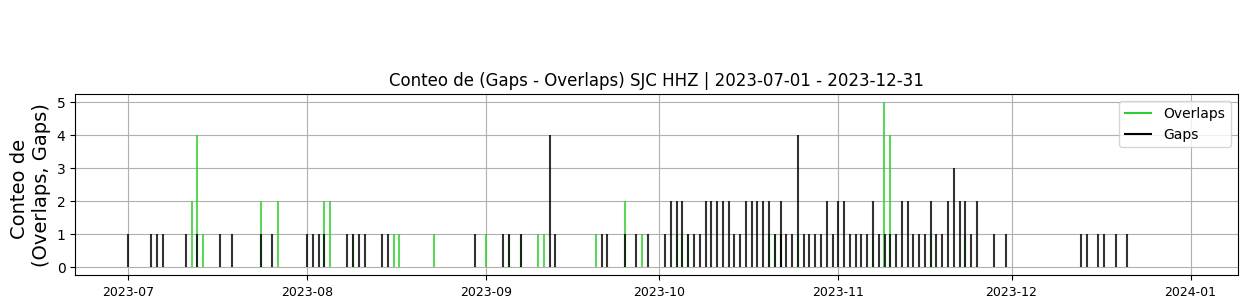 Conteo de (Gaps - Overlaps) SJC HHZ | 2023-07-01 - 2023-12-31
Conteo de
(Overlaps, Gaps)
5
4
3
2
1
0
Overlaps
Gaps
2023-07 2023-08 2023-09 2023-10 2023-11 2023-12 2024-01